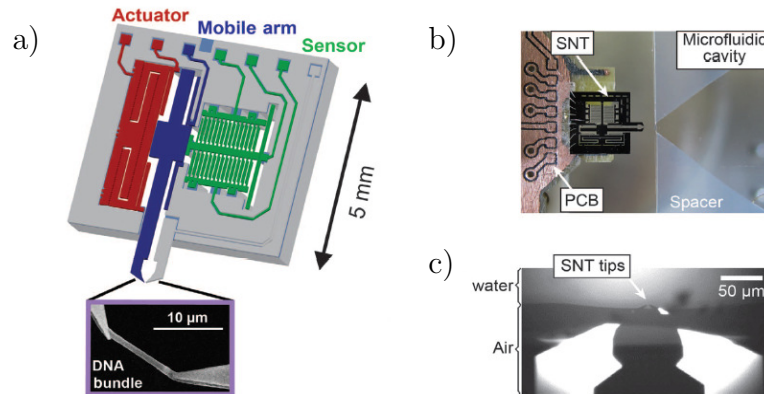 a)
Actuator
Mobile arm
Sensor
5 mm
10 μm
DNA
bundle
b)
SNT
Microfluidic
cavity
PCB
Spacer
c)
SNT tips
water
50 μm
Air